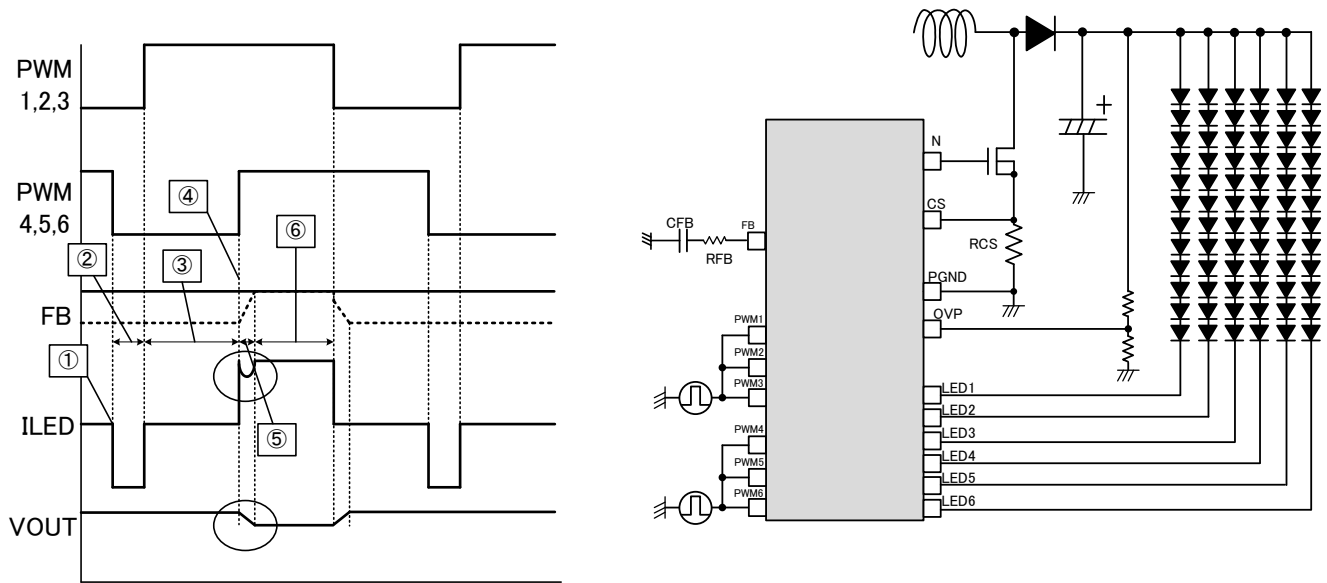 PWM
1,2,3
PWM
4,5,6
④
⑥
②
③
FB
①
ILED
⑤
VOUT
N
+
CS
CFB
FB
RFB
RCS
PGND
OVP
PWM1
PWM2
PWM3
PWM4
PWM5
PWM6
LED1
LED2
LED3
LED4
LED5
LED6